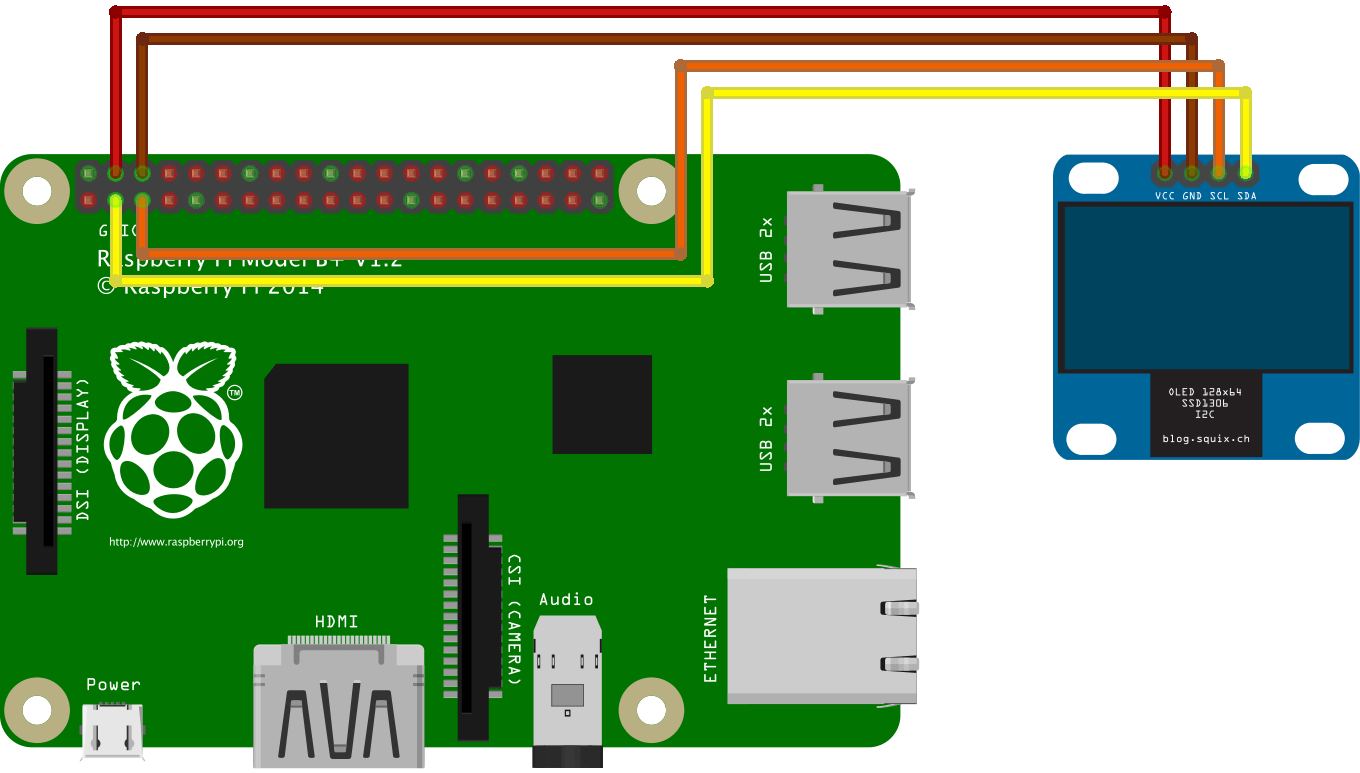 VCC GND SCL SDA
GPIO
Raspberry Pi Model B+ V1.2
© Raspberry Pi 2014
USB 2x
USB 2x
DSI (DISPLAY)
TM
http://www.raspberrypi.org
OLED 128x64
SSD1306
I2C
blog.squix.ch
CSI (CAMERA)
Audio
ETHERNET
HDMI
Power